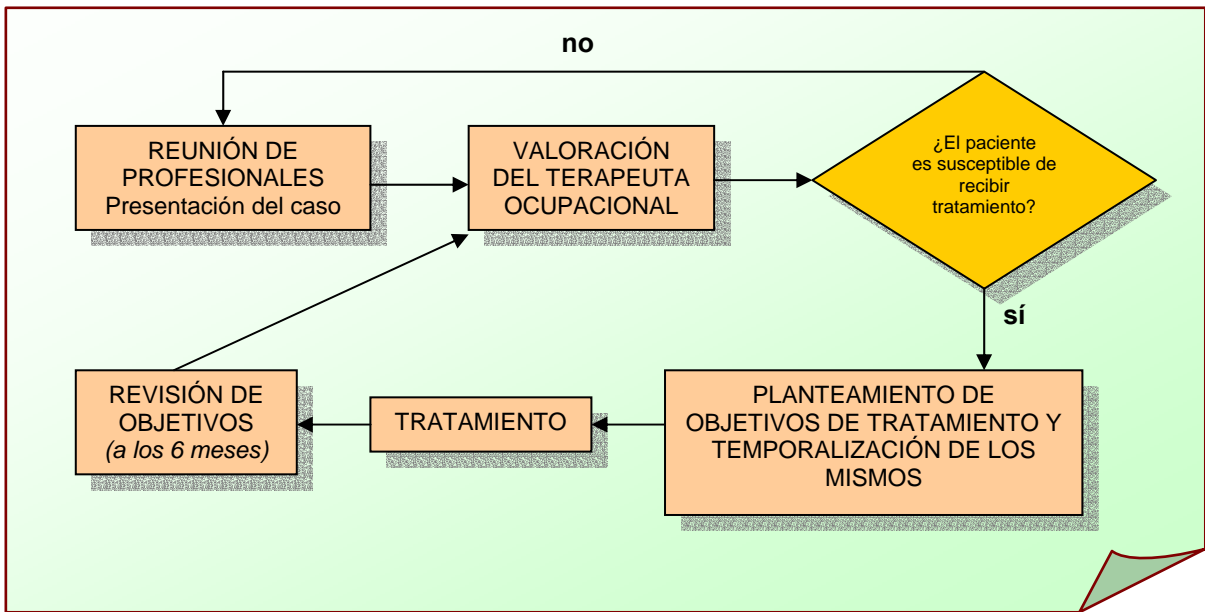 no
REUNIÓN DE
PROFESIONALES
Presentación del caso
VALORACIÓN
DEL TERAPEUTA
OCUPACIONAL
¿El paciente
es susceptible de
recibir
tratamiento?
sí
PLANTEAMIENTO DE
OBJETIVOS DE TRATAMIENTO Y
TEMPORALIZACIÓN DE LOS
MISMOS
TRATAMIENTO
REVISIÓN DE
OBJETIVOS
(a los 6 meses)